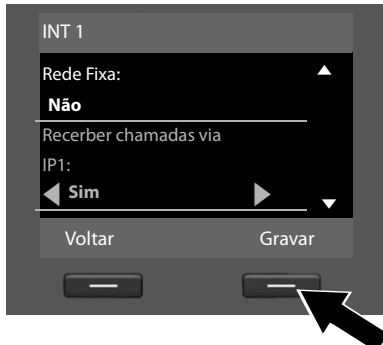 INT 1
Rede Fixa:
Não
Recerber chamadas via
IP1:
Sim
Voltar Gravar